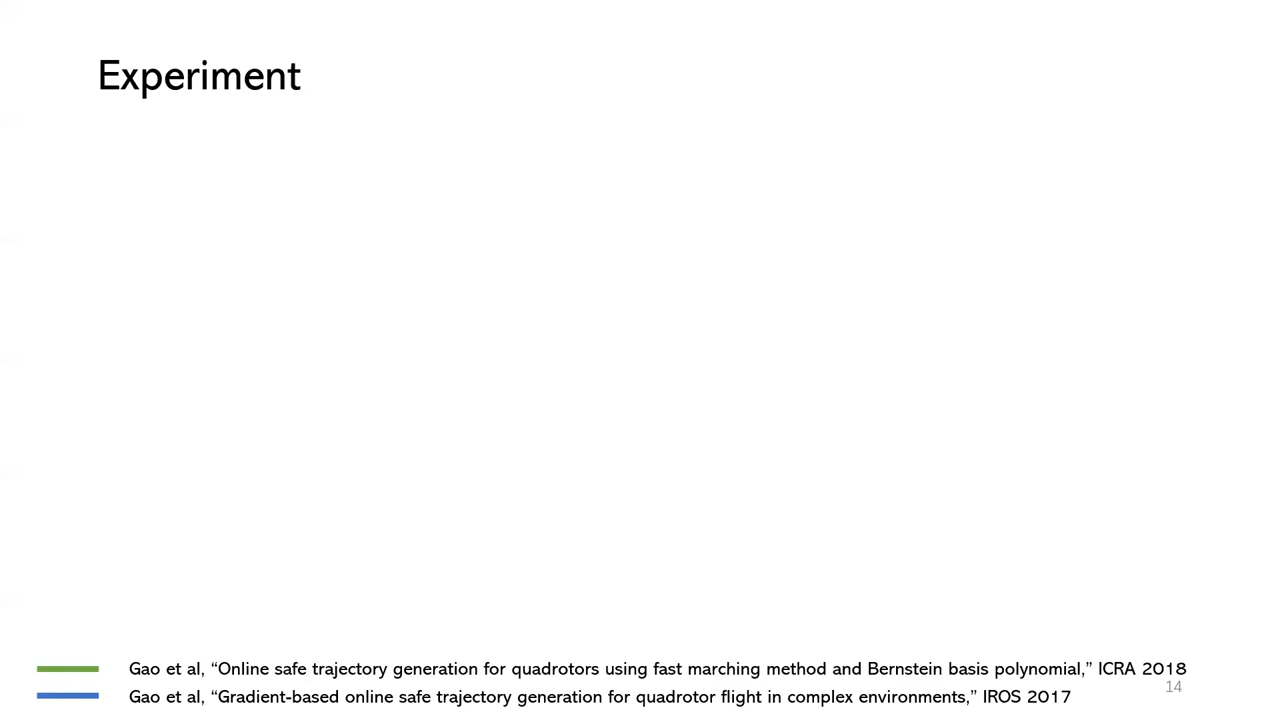 Experiment
Gao et al, “Online safe trajectory generation for quadrotors using fast marching method and Bernstein basis polynomial,” ICRA 2018
Gao et al, “Gradient-based online safe trajectory generation for quadrotor flight in complex environments,” IROS 2017
14